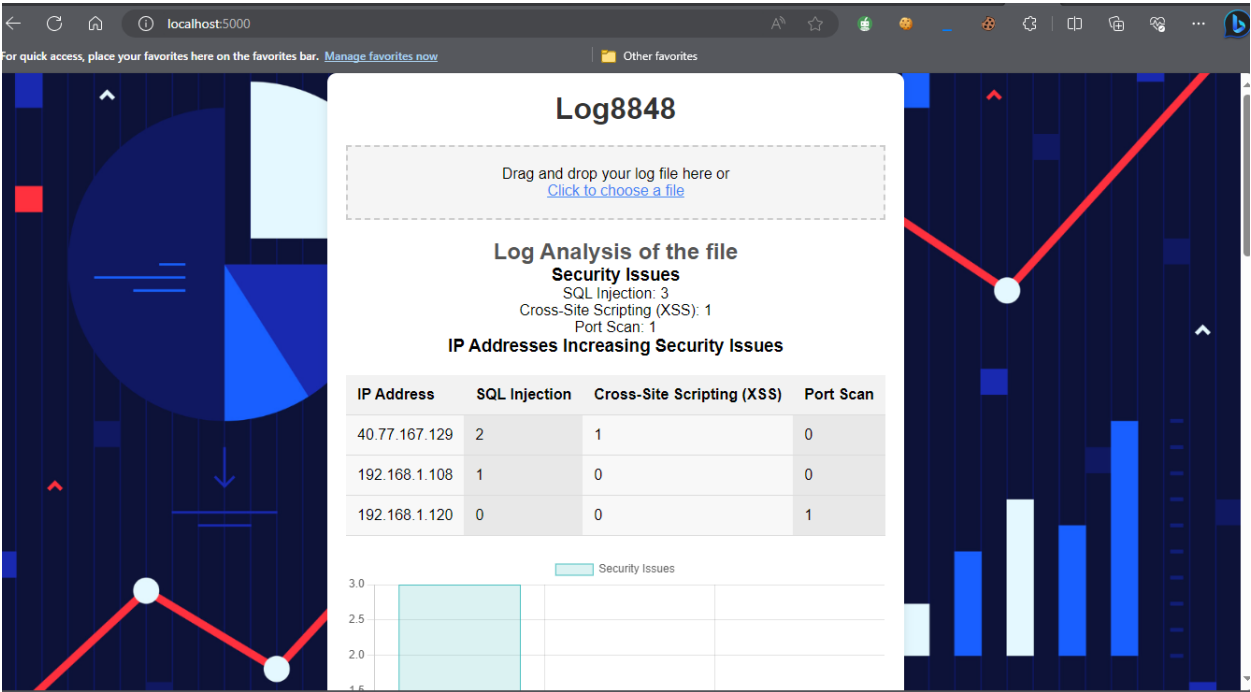 localhost:5000
For quick access, place your favorites here on the favorites bar. Manage favorites now
Other favorites
Log8848
Drag and drop your log file here or
Click to choose a file
Log Analysis of the file
Security Issues
SQL Injection: 3
Cross-Site Scripting (XSS): 1
Port Scan: 1
IP Addresses Increasing Security Issues
IP Address SQL Injection Cross-Site Scripting (XSS) Port Scan
40.77.167.129 2 1 0
192.168.1.108 1 0 0
192.168.1.120 0 0 1
Security Issues
3.0
2.5
2.0
1.5